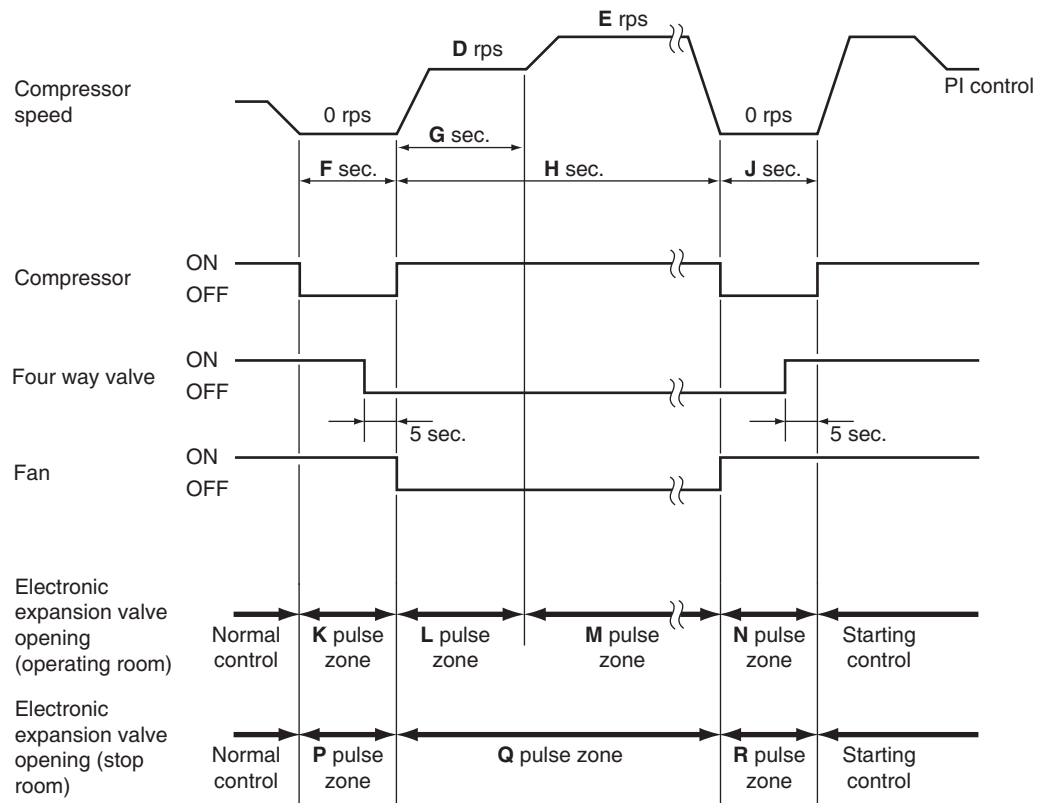 E rps
D rps
Compressor
speed
0 rps
0 rps
PI control
G sec.
F sec.
H sec.
J sec.
Compressor
ON
OFF
Four way valve
ON
OFF
5 sec.
5 sec.
Fan
ON
OFF
Electronic
expansion valve
opening
(operating room)
Normal
control
K pulse
zone
L pulse
zone
M pulse
zone
N pulse
zone
Starting
control
Electronic
expansion valve
opening (stop
room)
Normal
control
P pulse
zone
Q pulse zone
R pulse
zone
Starting
control